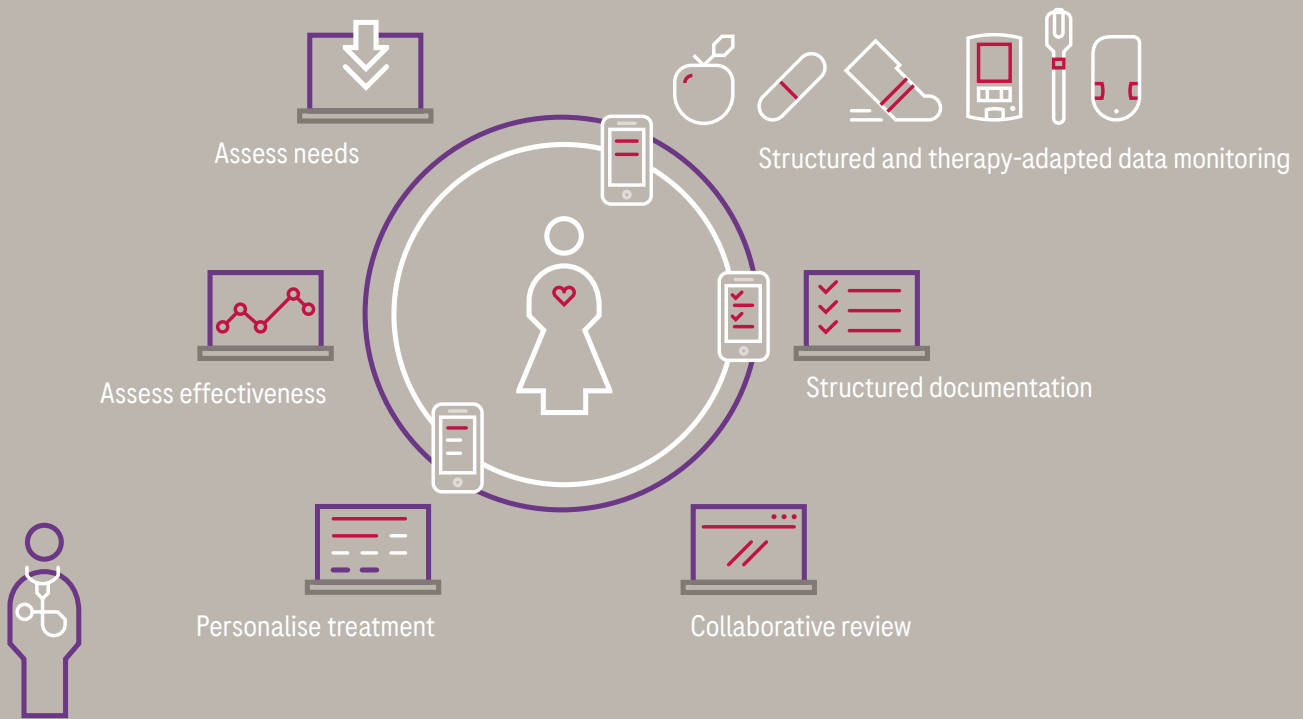 Assess needs
Structured and therapy-adapted data monitoring
Assess effectiveness
Structured documentation
Personalise treatment
Collaborative review